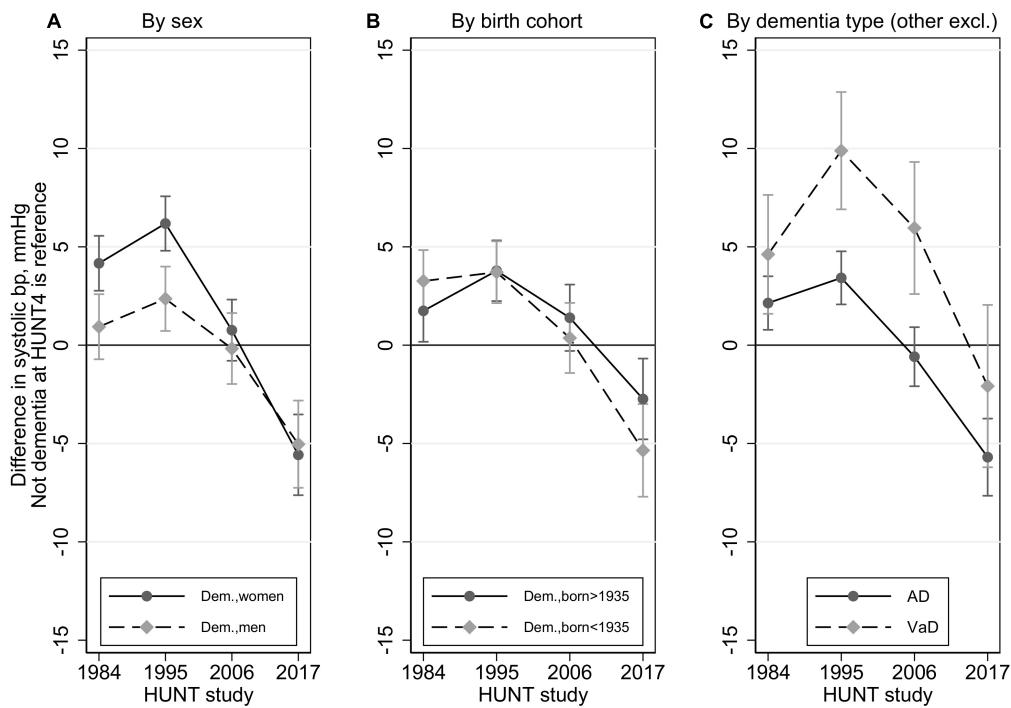 A By sex
Difference in systolic bp, mmHg
Not dementia at HUNT4 is reference
15
10
5
0
-5
-10
-15
Dem.,women
Dem.,men
1984 1995 2006 2017
HUNT study
B By birth cohort
15
10
5
0
-5
-10
-15
Dem.,born>1935
Dem.,born<1935
1984 1995 2006 2017
HUNT study
C By dementia type (other excl.)
15
10
5
0
-5
-10
-15
AD
VaD
1984 1995 2006 2017
HUNT study